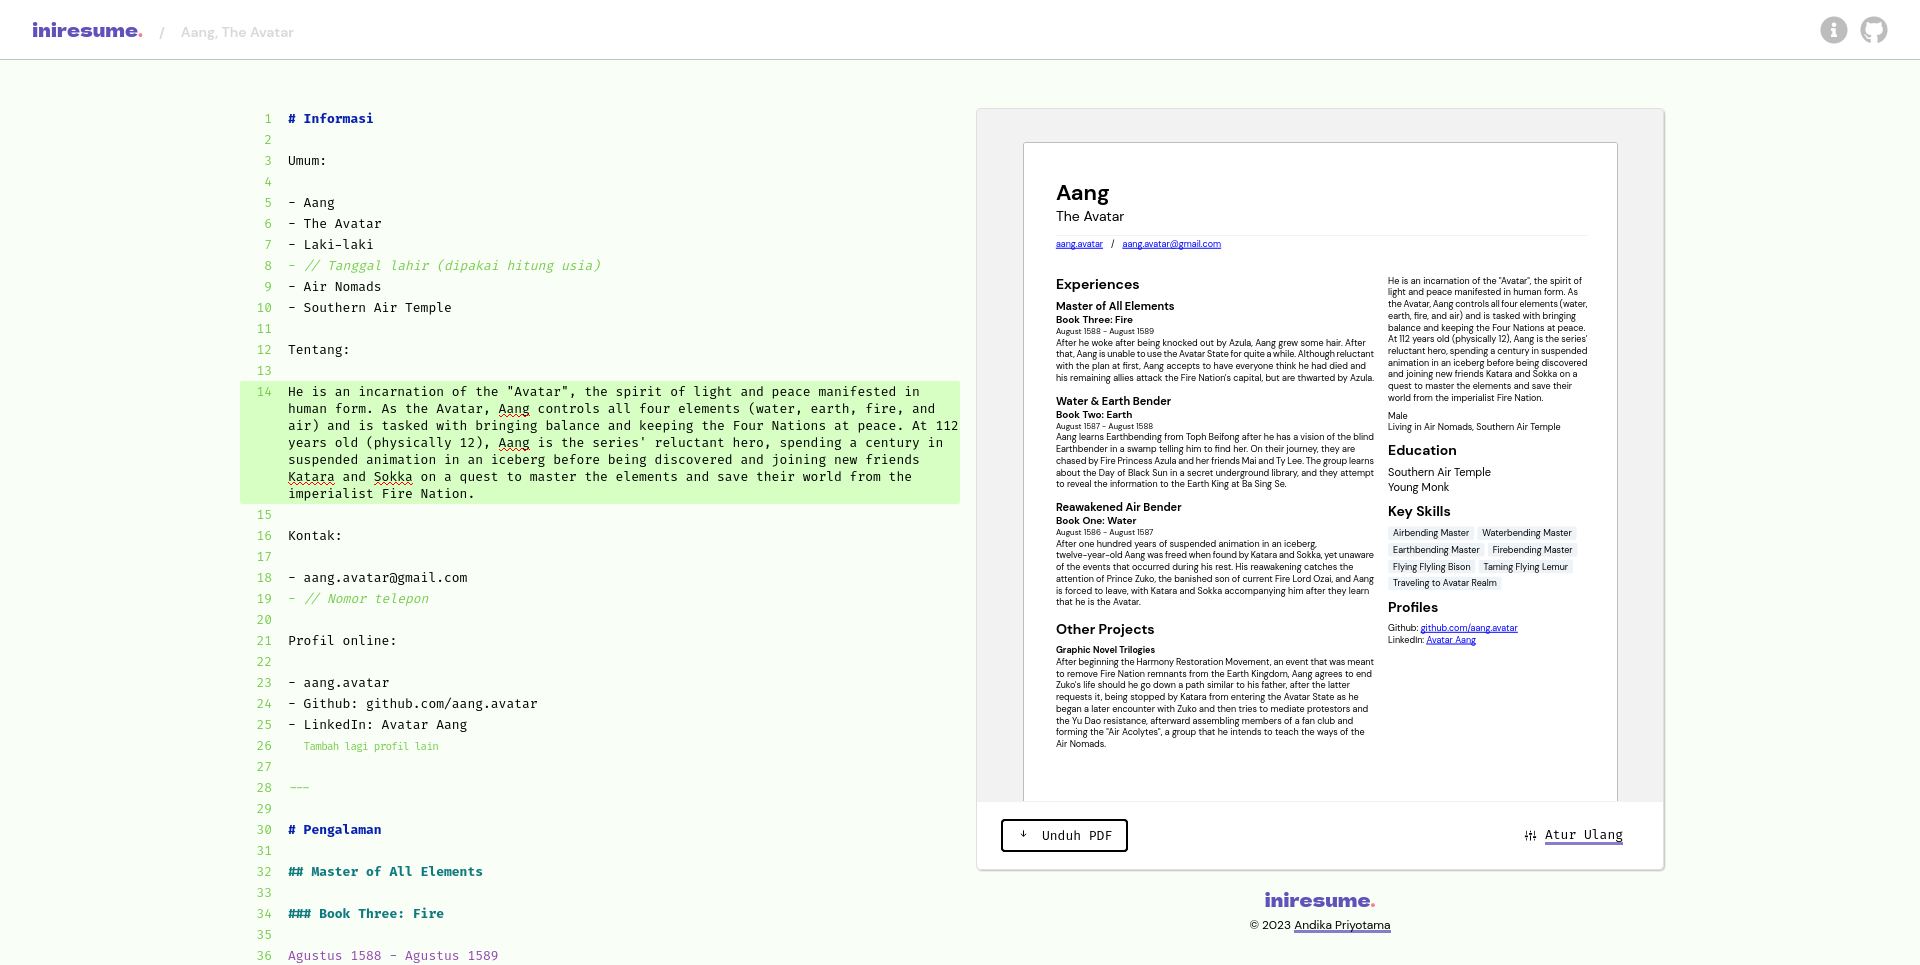 iniresume. / Aang, The Avatar
1 # Informasi
2
3 Umum:
4
5 - Aang
6 - The Avatar
7 - Laki-laki
8 - // Tanggal lahir (dipakai hitung usia)
9 - Air Nomads
10 - Southern Air Temple
11
12 Tentang:
13
14 He is an incarnation of the "Avatar", the spirit of light and peace manifested in
human form. As the Avatar, Aang controls all four elements (water, earth, fire, and
air) and is tasked with bringing balance and keeping the Four Nations at peace. At 112
years old (physically 12), Aang is the series' reluctant hero, spending a century in
suspended animation in an iceberg before being discovered and joining new friends
Katara and Sokka on a quest to master the elements and save their world from the
imperialist Fire Nation.
15
16 Kontak:
17
18 - aang.avatar@gmail.com
19 - // Nomor telepon
20
21 Profil online:
22
23 - aang.avatar
24 - Github: github.com/aang.avatar
25 - LinkedIn: Avatar Aang
26 Tambah lagi profil lain
27
28 ---
29
30 # Pengalaman
31
32 ## Master of All Elements
33
34 ### Book Three: Fire
35
36 Agustus 1588 - Agustus 1589
Aang
The Avatar
aang.avatar / aang.avatar@gmail.com
Experiences
Master of All Elements
Book Three: Fire
August 1588 - August 1589
After he woke after being knocked out by Azula, Aang grew some hair. After
that, Aang is unable to use the Avatar State for quite a while. Although reluctant
with the plan at first, Aang accepts to have everyone think he had died and
his remaining allies attack the Fire Nation's capital, but are thwarted by Azula.
Water & Earth Bender
Book Two: Earth
August 1587 - August 1588
Aang learns Earthbending from Toph Beifong after he has a vision of the blind
Earthbender in a swamp telling him to find her. On their journey, they are
chased by Fire Princess Azula and her friends Mai and Ty Lee. The group learns
about the Day of Black Sun in a secret underground library, and they attempt
to reveal the information to the Earth King at Ba Sing Se.
Reawakened Air Bender
Book One: Water
August 1586 - August 1587
After one hundred years of suspended animation in an iceberg,
twelve-year-old Aang was freed when found by Katara and Sokka, yet unaware
of the events that occurred during his rest. His reawakening catches the
attention of Prince Zuko, the banished son of current Fire Lord Ozai, and Aang
is forced to leave, with Katara and Sokka accompanying him after they learn
that he is the Avatar.
Other Projects
Graphic Novel Trilogies
After beginning the Harmony Restoration Movement, an event that was meant
to remove Fire Nation remnants from the Earth Kingdom, Aang agrees to end
Zuko's life should he go down a path similar to his father, after the latter
requests it, being stopped by Katara from entering the Avatar State as he
began a later encounter with Zuko and then tries to mediate protestors and
the Yu Dao resistance, afterward assembling members of a fan club and
forming the "Air Acolytes", a group that he intends to teach the ways of the
Air Nomads.
He is an incarnation of the "Avatar", the spirit of
light and peace manifested in human form. As
the Avatar, Aang controls all four elements (water,
earth, fire, and air) and is tasked with bringing
balance and keeping the Four Nations at peace.
At 112 years old (physically 12), Aang is the series'
reluctant hero, spending a century in suspended
animation in an iceberg before being discovered
and joining new friends Katara and Sokka on a
quest to master the elements and save their
world from the imperialist Fire Nation.
Male
Living in Air Nomads, Southern Air Temple
Education
Southern Air Temple
Young Monk
Key Skills
Airbending Master Waterbending Master
Earthbending Master Firebending Master
Flying Flyling Bison Taming Flying Lemur
Traveling to Avatar Realm
Profiles
Github: github.com/aang.avatar
LinkedIn: Avatar Aang
Unduh PDF
Atur Ulang
iniresume.
© 2023 Andika Priyotama